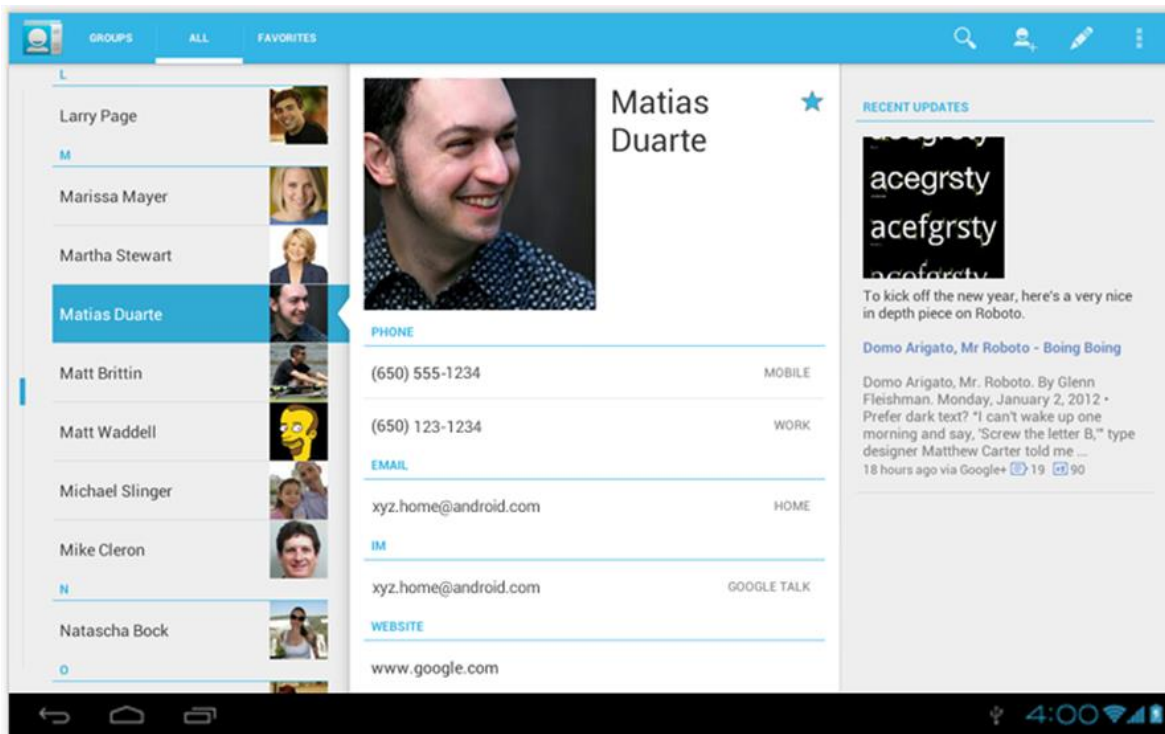 GROUPS
ALL
FAVORITES
L
Larry Page
M
Marissa Mayer
Martha Stewart
Matias Duarte
Matt Brittin
Matt Waddell
Michael Slinger
Mike Cleron
N
Natascha Bock
O
Matias
Duarte
PHONE
(650) 555-1234 MOBILE
(650) 123-1234 WORK
EMAIL
xyz.home@android.com HOME
IM
xyz.home@android.com GOOGLE TALK
WEBSITE
www.google.com
RECENT UPDATES
acegrsty
acefgrsty
To kick off the new year, here's a very nice
in depth piece on Roboto.
Domo Arigato, Mr Roboto - Boing Boing
Domo Arigato, Mr. Roboto. By Glenn
Fleishman. Monday, January 2, 2012 •
Prefer dark text? "I can't wake up one
morning and say, 'Screw the letter B,'" type
designer Matthew Carter told me ...
18 hours ago via Google+ 19 +1 90
4:00